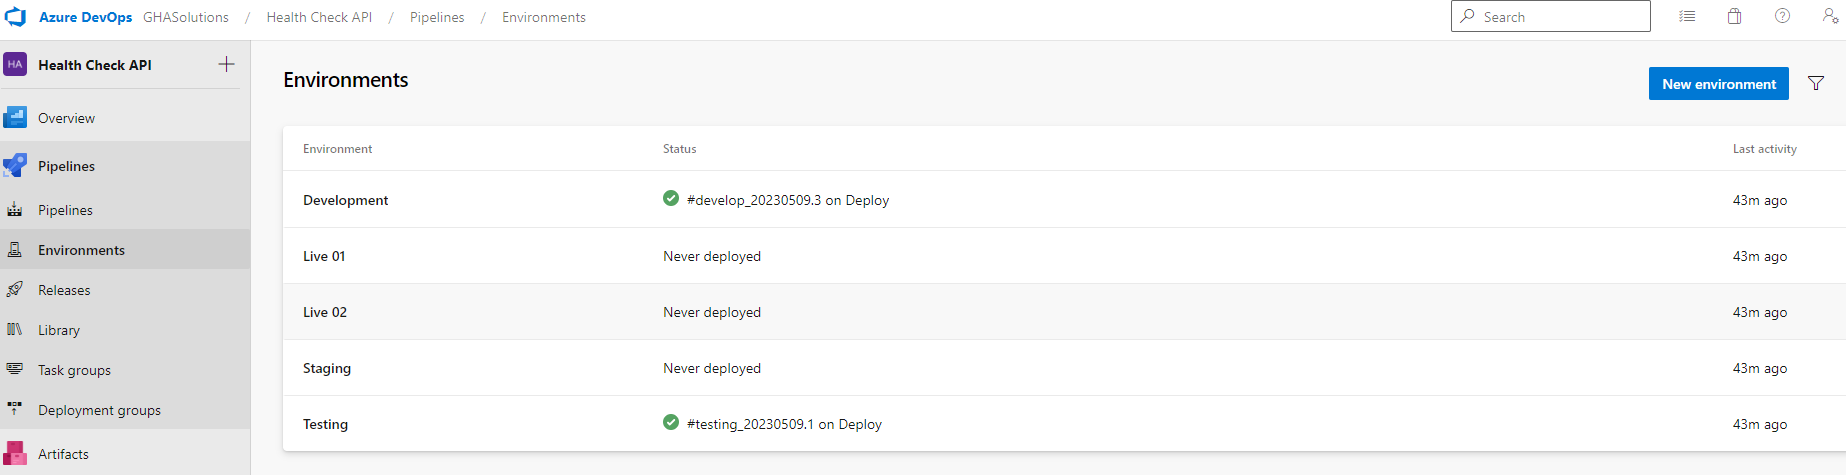 Azure DevOps GHASolutions / Health Check API / Pipelines / Environments
Search
HA Health Check API
Overview
Pipelines
Pipelines
Environments
Releases
Library
Task groups
Deployment groups
Artifacts
Environments
New environment
Environment Status Last activity
Development #develop_20230509.3 on Deploy 43m ago
Live 01 Never deployed 43m ago
Live 02 Never deployed 43m ago
Staging Never deployed 43m ago
Testing #testing_20230509.1 on Deploy 43m ago